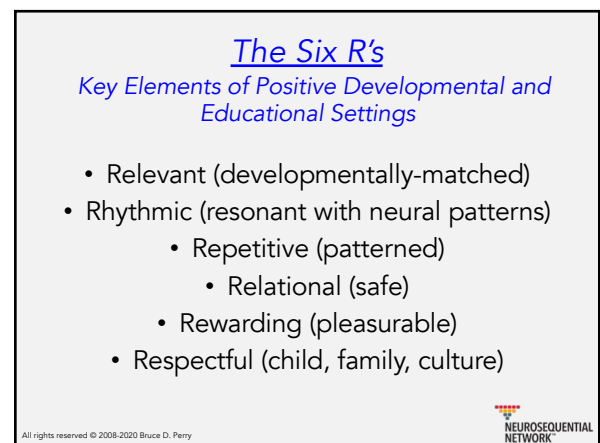 The Six R's
Key Elements of Positive Developmental and
Educational Settings
• Relevant (developmentally-matched)
• Rhythmic (resonant with neural patterns)
• Repetitive (patterned)
• Relational (safe)
• Rewarding (pleasurable)
• Respectful (child, family, culture)
All rights reserved © 2008-2020 Bruce D. Perry
NEUROSEQUENTIAL
NETWORK™